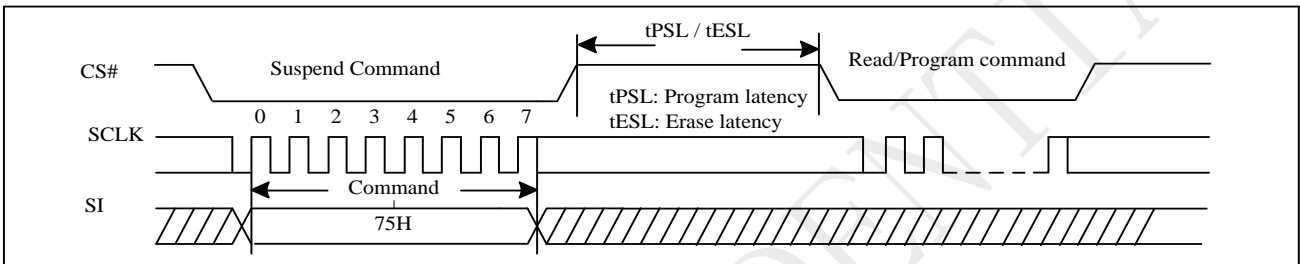 tPSL / tESL
CS#
Suspend Command
Read/Program command
tPSL: Program latency
tESL: Erase latency
0 1 2 3 4 5 6 7
SCLK
Command
SI
75H
ENTI